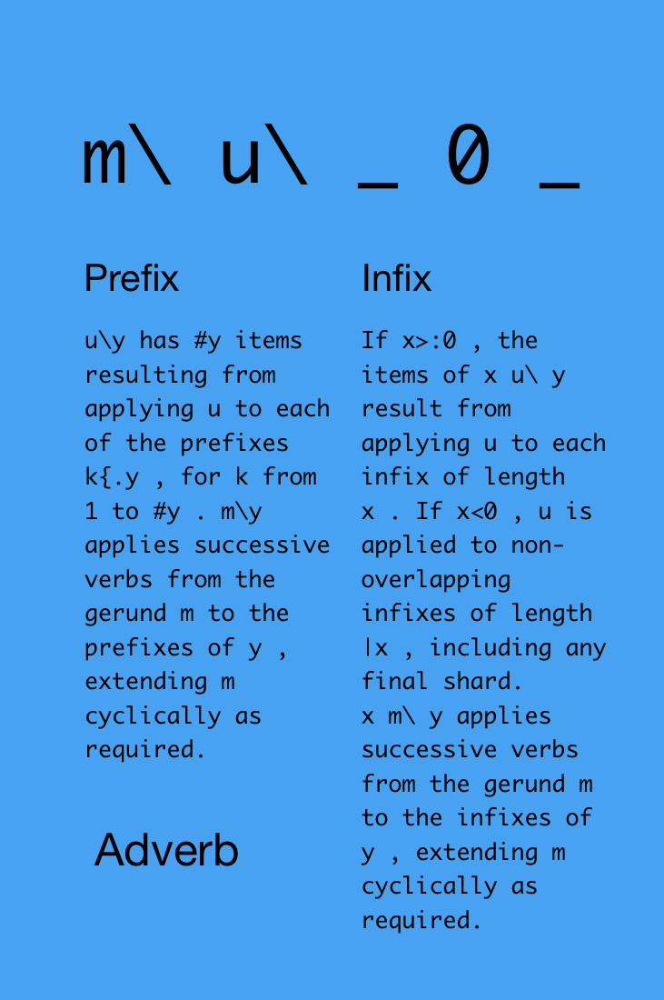 m\ u\ _ 0 _
Prefix
u\y has #y items
resulting from
applying u to each
of the prefixes
k{.y , for k from
1 to #y . m\y
applies successive
verbs from the
gerund m to the
prefixes of y ,
extending m
cyclically as
required.
Adverb
Infix
If x>:0 , the
items of x u\ y
result from
applying u to each
infix of length
x . If x<0 , u is
applied to non-
overlapping
infixes of length
|x , including any
final shard.
x m\ y applies
successive verbs
from the gerund m
to the infixes of
y , extending m
cyclically as
required.